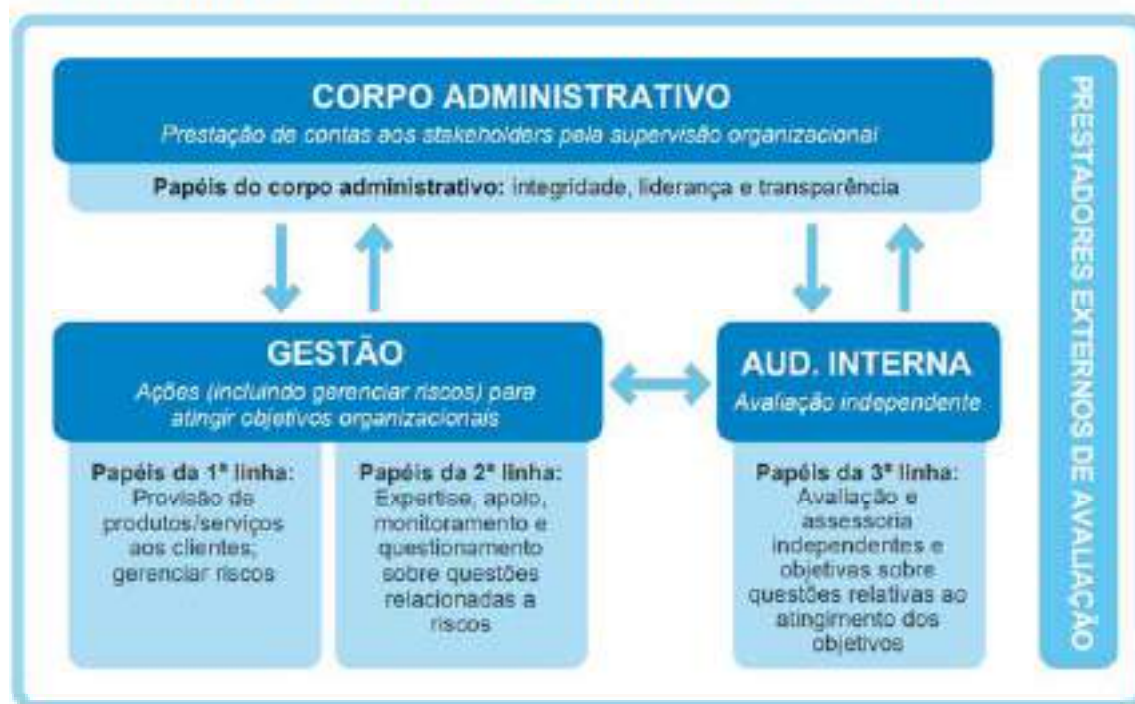 CORPO ADMINISTRATIVO
Prestação de contas aos stakeholders pela supervisão organizacional
Papéis do corpo administrativo: integridade, liderança e transparência
GESTÃO
Ações (incluindo gerenciar riscos) para
atingir objetivos organizacionais
Papéis da 1ª linha:
Provisão de
produtos/serviços
aos clientes;
gerenciar riscos
Papéis da 2ª linha:
Expertise, apoio,
monitoramento e
questionamento
sobre questões
relacionadas a
riscos
AUD. INTERNA
Avaliação independente
Papéis da 3ª linha:
Avaliação e
assessoria
independentes e
objetivas sobre
questões relativas ao
atingimento dos
objetivos
PRESTADORES EXTERNOS DE AVALIAÇÃO